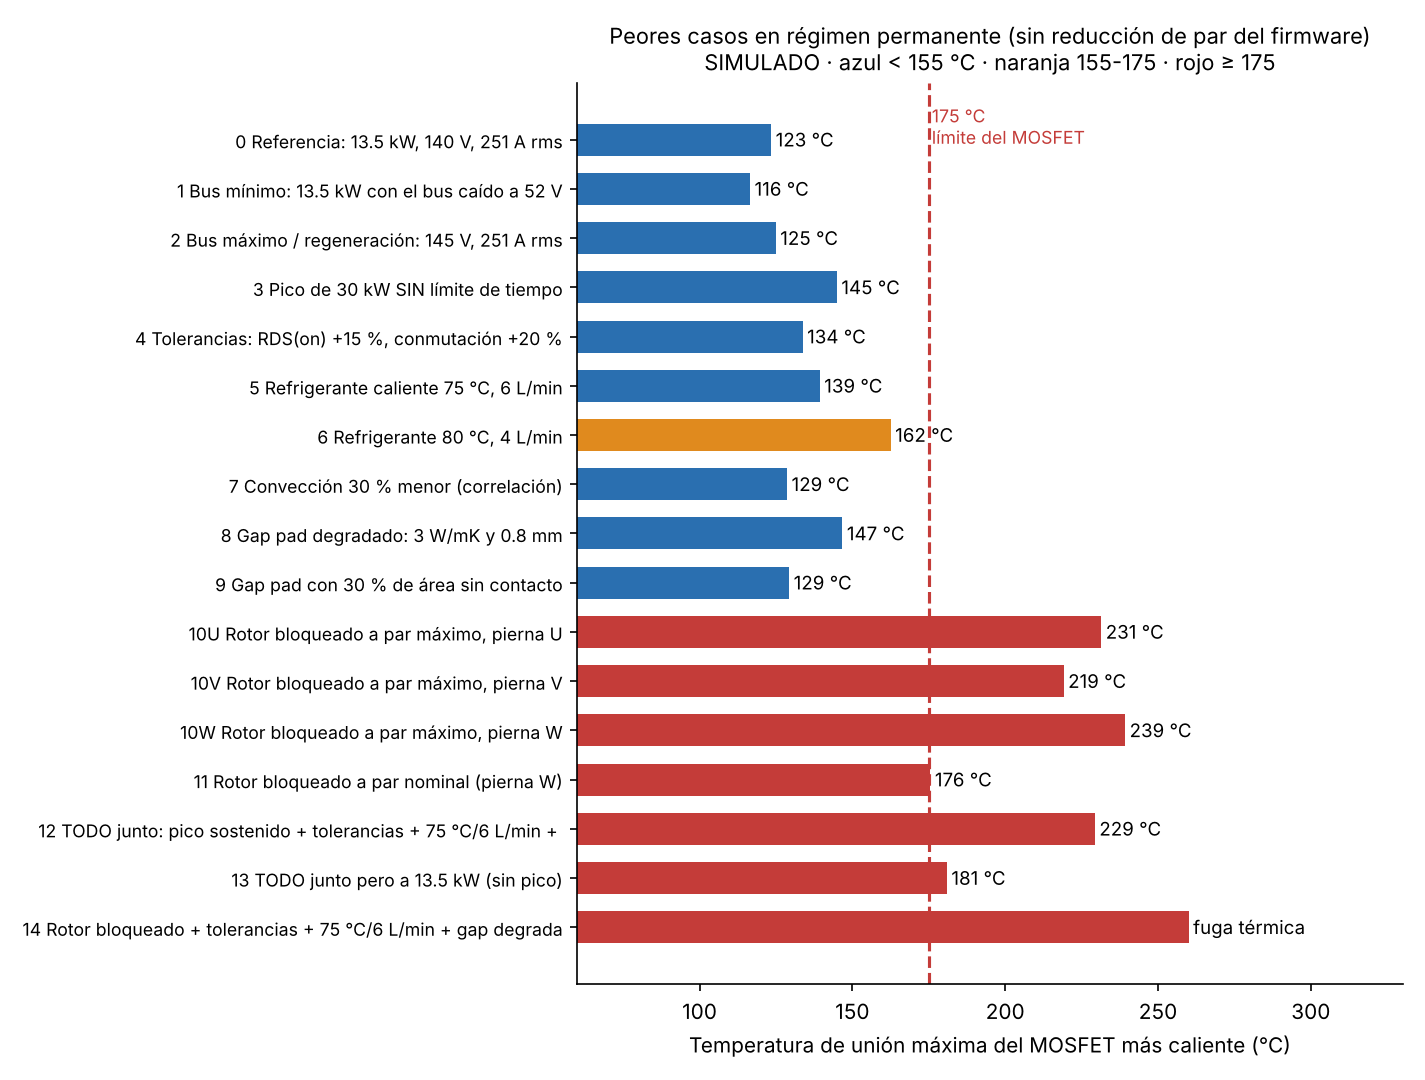 Peores casos en régimen permanente (sin reducción de par del firmware)
SIMULADO · azul < 155 °C · naranja 155-175 · rojo ≥ 175
175 °C
límite del MOSFET
0 Referencia: 13.5 kW, 140 V, 251 A rms 123 °C
1 Bus mínimo: 13.5 kW con el bus caído a 52 V 116 °C
2 Bus máximo / regeneración: 145 V, 251 A rms 125 °C
3 Pico de 30 kW SIN límite de tiempo 145 °C
4 Tolerancias: RDS(on) +15 %, conmutación +20 % 134 °C
5 Refrigerante caliente 75 °C, 6 L/min 139 °C
6 Refrigerante 80 °C, 4 L/min 162 °C
7 Convección 30 % menor (correlación) 129 °C
8 Gap pad degradado: 3 W/mK y 0.8 mm 147 °C
9 Gap pad con 30 % de área sin contacto 129 °C
10U Rotor bloqueado a par máximo, pierna U 231 °C
10V Rotor bloqueado a par máximo, pierna V 219 °C
10W Rotor bloqueado a par máximo, pierna W 239 °C
11 Rotor bloqueado a par nominal (pierna W) 176 °C
12 TODO junto: pico sostenido + tolerancias + 75 °C/6 L/min + 229 °C
13 TODO junto pero a 13.5 kW (sin pico) 181 °C
14 Rotor bloqueado + tolerancias + 75 °C/6 L/min + gap degrada fuga térmica
100 150 200 250 300
Temperatura de unión máxima del MOSFET más caliente (°C)